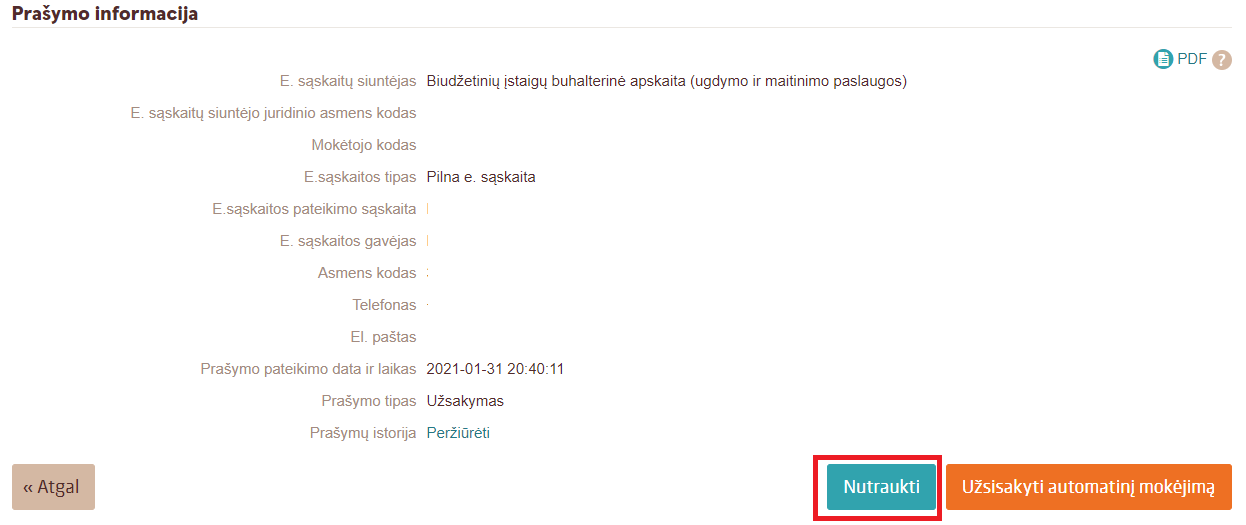 Prašymo informacija
PDF ?
E. sąskaitų siuntėjas Biudžetinių įstaigų buhalterinė apskaita (ugdymo ir maitinimo paslaugos)
E. sąskaitų siuntėjo juridinio asmens kodas
Mokėtojo kodas
E.sąskaitos tipas Pilna e. sąskaita
E.sąskaitos pateikimo sąskaita
E. sąskaitos gavėjas
Asmens kodas
Telefonas
El. paštas
Prašymo pateikimo data ir laikas 2021-01-31 20:40:11
Prašymo tipas Užsakymas
Prašymų istorija Peržiūrėti
« Atgal Nutraukti Užsisakyti automatinį mokėjimą